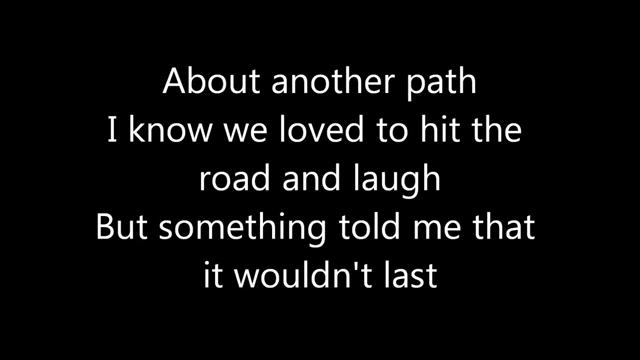 About another path
I know we loved to hit the
road and laugh
But something told me that
it wouldn't last